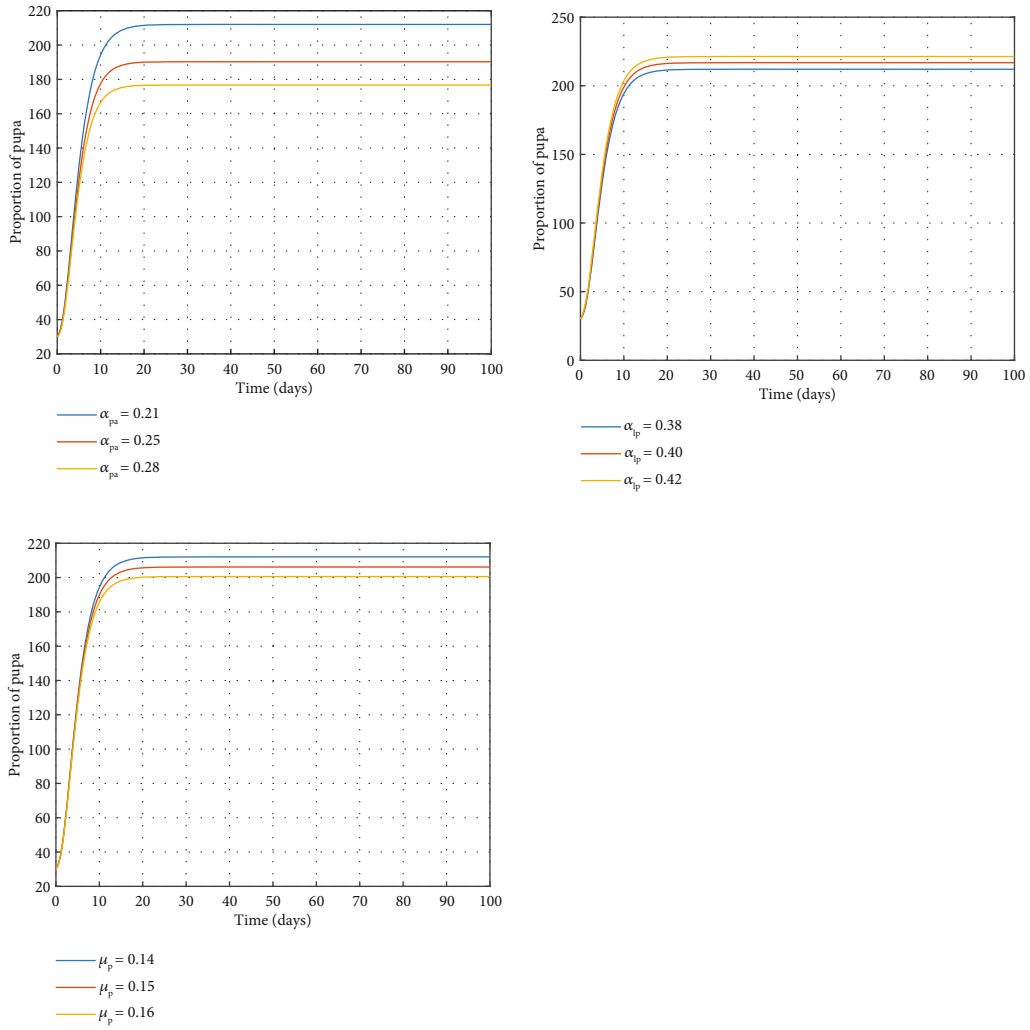 220
200
180
160
140
120
100
80
60
40
20
Proportion of pupa
0 10 20 30 40 50 60 70 80 90 100
Time (days)
α_pa = 0.21
α_pa = 0.25
α_pa = 0.28
250
200
150
100
50
0
Proportion of pupa
0 10 20 30 40 50 60 70 80 90 100
Time (days)
α_lp = 0.38
α_lp = 0.40
α_lp = 0.42
220
200
180
160
140
120
100
80
60
40
20
Proportion of pupa
0 10 20 30 40 50 60 70 80 90 100
Time (days)
μ_p = 0.14
μ_p = 0.15
μ_p = 0.16